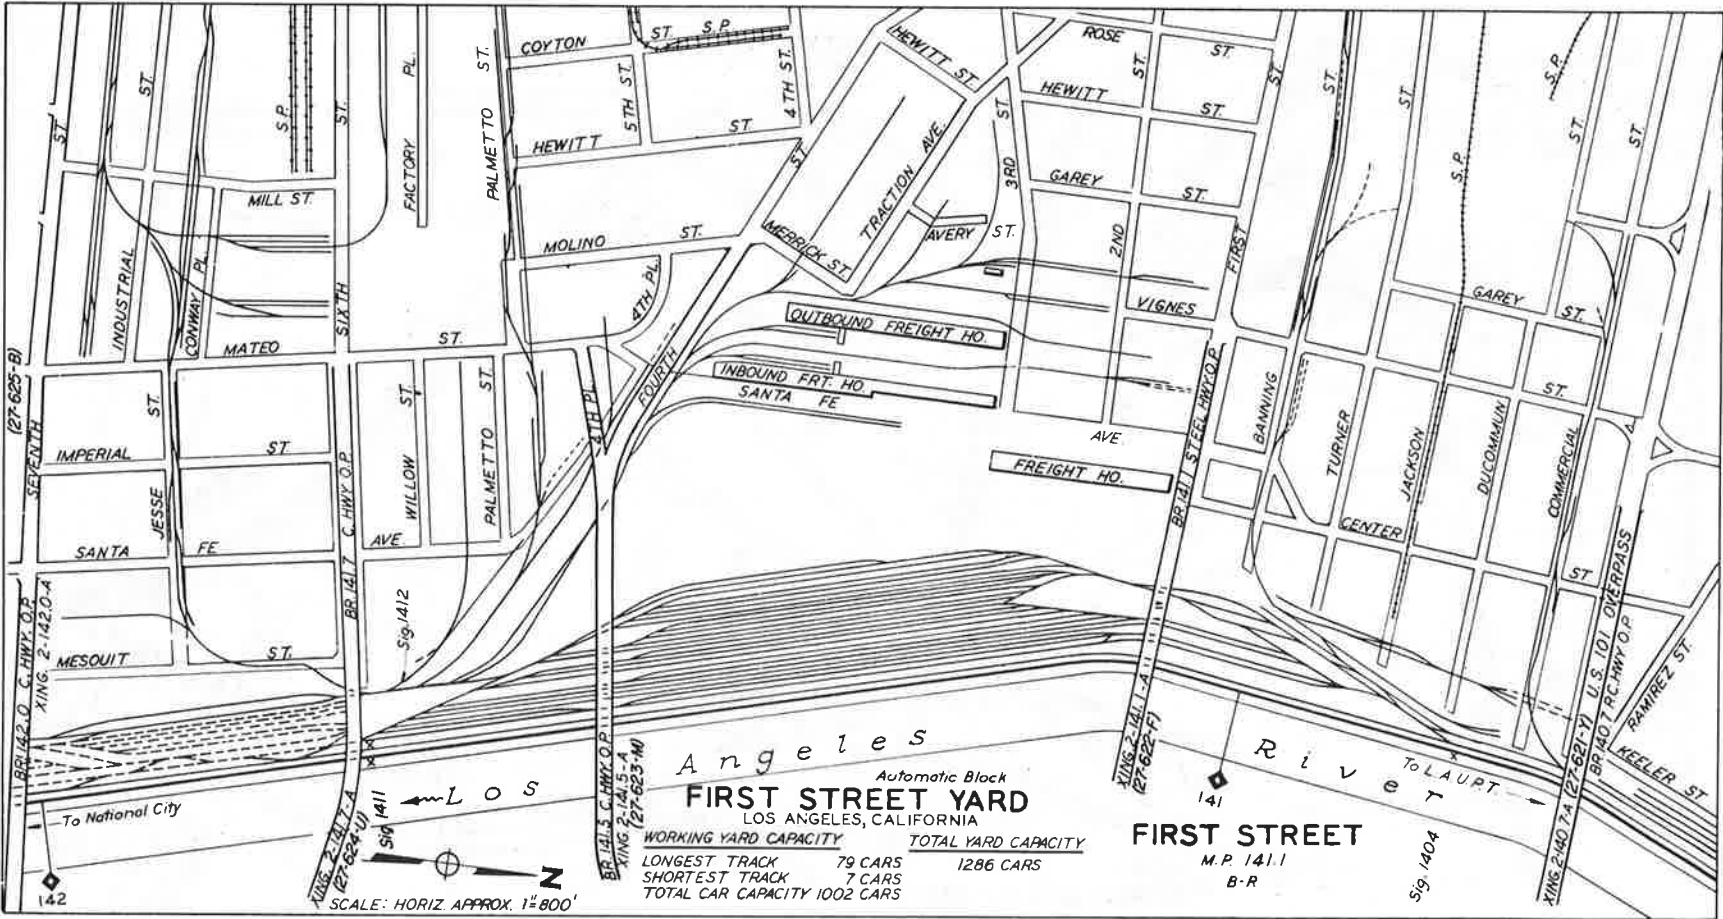 COYTON ST.
S.P.
HEWITT ST.
ROSE ST.
ST.
ST.
S.P.
ST.
PL.
ST.
5TH ST.
4TH ST.
HEWITT ST.
ST.
ST.
ST.
ST.
S.P.
ST.
ST.
HEWITT ST.
PALMETTO
FACTORY
TRACTION AVE.
3RD ST.
GAREY ST.
S.P.
MILL ST.
MOLINO ST.
MERRICK ST.
AVERY
2ND
FIRST
INDUSTRIAL
CONWAY PL.
SIXTH
4TH PL.
VIGNES
GAREY ST.
OUTBOUND FREIGHT HO.
MATEO ST.
FOURTH
INBOUND FRT. HO.
SANTA FE
AVE.
(27-625-B)
SEVENTH
IMPERIAL ST.
JESSE ST.
WILLOW ST.
PALMETTO ST.
4TH PL.
FREIGHT HO.
BR. 141.1 STEEL HWY. O.P.
BANNING
TURNER
JACKSON
DUCOMMUN
COMMERCIAL
ST.
CENTER ST
SANTA FE AVE.
BR. 141.7 C. HWY O.P.
Sig. 1412
MESQUIT ST.
BR. 142.0 C. HWY. O.P.
XING. 2-142.0-A
U.S. 101 OVERPASS
BR. 140.7 R.C. HWY O.P.
RAMIREZ ST.
KEELER ST
Los Angeles River
To National City
XING. 2-141.7-A
(27-624-U)
Sig 1411
BR. 141.5 C. HWY. O.P.
XING. 2-141.5-A
(27-623-M)
XING. 2-141.1-A
(27-622-F)
To L.A.U.P.T.
XING. 2-140.7-A (27-621-Y)
Sig. 1404
142
141
N
SCALE: HORIZ. APPROX. 1"=800'
Automatic Block
FIRST STREET YARD
LOS ANGELES, CALIFORNIA
WORKING YARD CAPACITY TOTAL YARD CAPACITY
LONGEST TRACK 79 CARS 1286 CARS
SHORTEST TRACK 7 CARS
TOTAL CAR CAPACITY 1002 CARS
FIRST STREET
M.P. 141.1
B-R